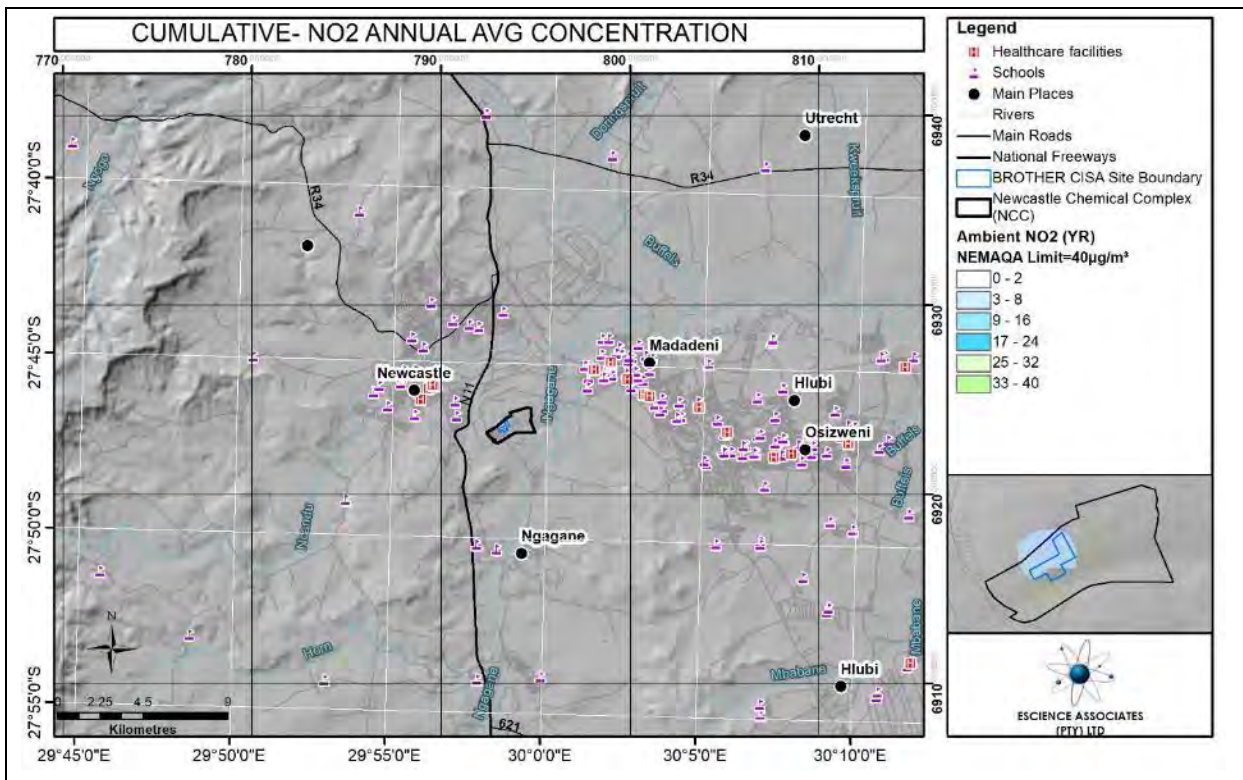 CUMULATIVE- NO2 ANNUAL AVG CONCENTRATION
770
780
790
800
810
6940
6930
6920
6910
27°40'0"S
27°45'0"S
27°50'0"S
27°55'0"S
29°45'0"E
29°50'0"E
29°55'0"E
30°0'0"E
30°5'0"E
30°10'0"E
Ngogo
R34
Doringspruit
Utrecht
R34
Buffels
Madadeni
Newcastle
N11
Ngagane
Hlubi
Osizweni
Buffels
Buffels
Ngagane
Horn
Ngagane
621
Mbabane
Hlubi
Mbabane
N
0 2.25 4.5 9
Kilometres
Legend
Healthcare facilities
Schools
Main Places
Rivers
Main Roads
National Freeways
BROTHER CISA Site Boundary
Newcastle Chemical Complex
(NCC)
Ambient NO2 (YR)
NEMAQA Limit=40µg/m³
0 - 2
3 - 8
9 - 16
17 - 24
25 - 32
33 - 40
ESCIENCE ASSOCIATES
(PTY) LTD